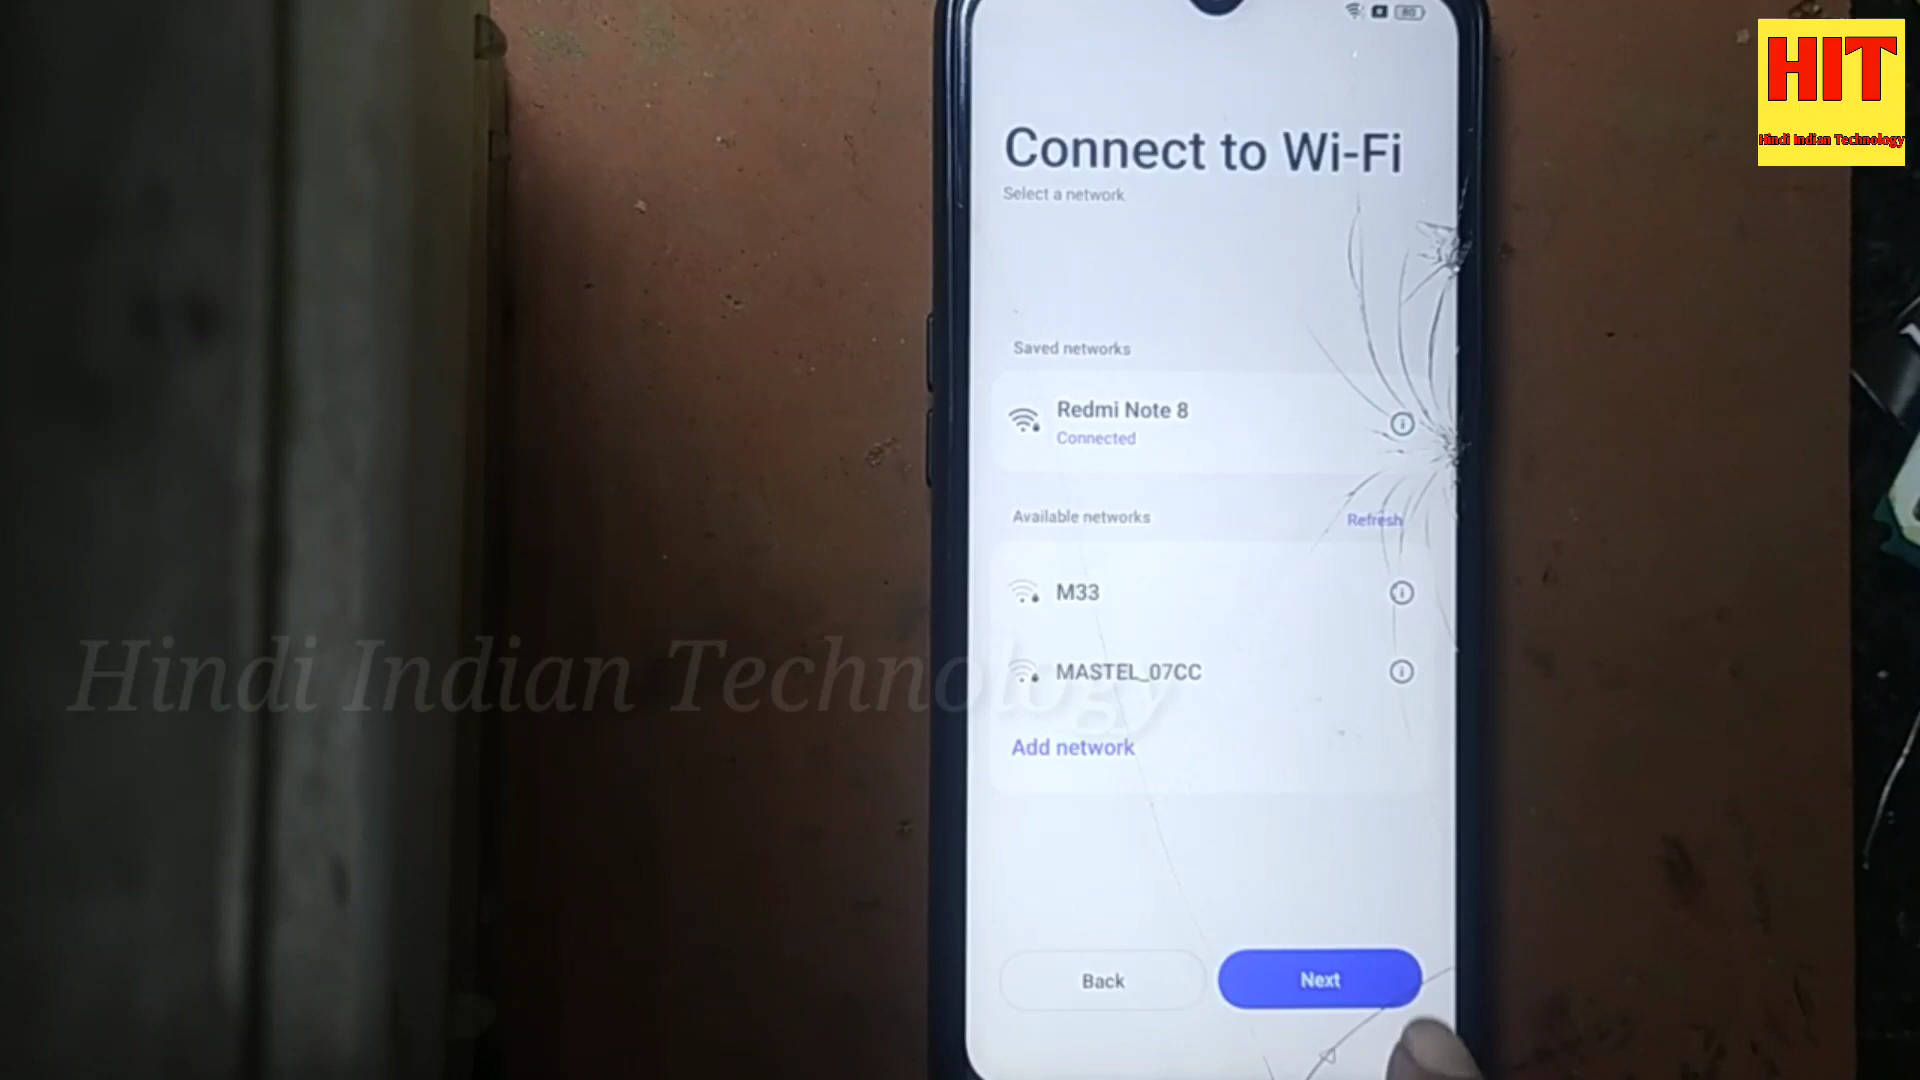 HIT
Hindi Indian Technology
Connect to Wi-Fi
Select a network
Saved networks
Redmi Note 8
Connected
Available networks
Refresh
M33
MASTEL_07CC
Hindi Indian Technology
Add network
Back
Next
80